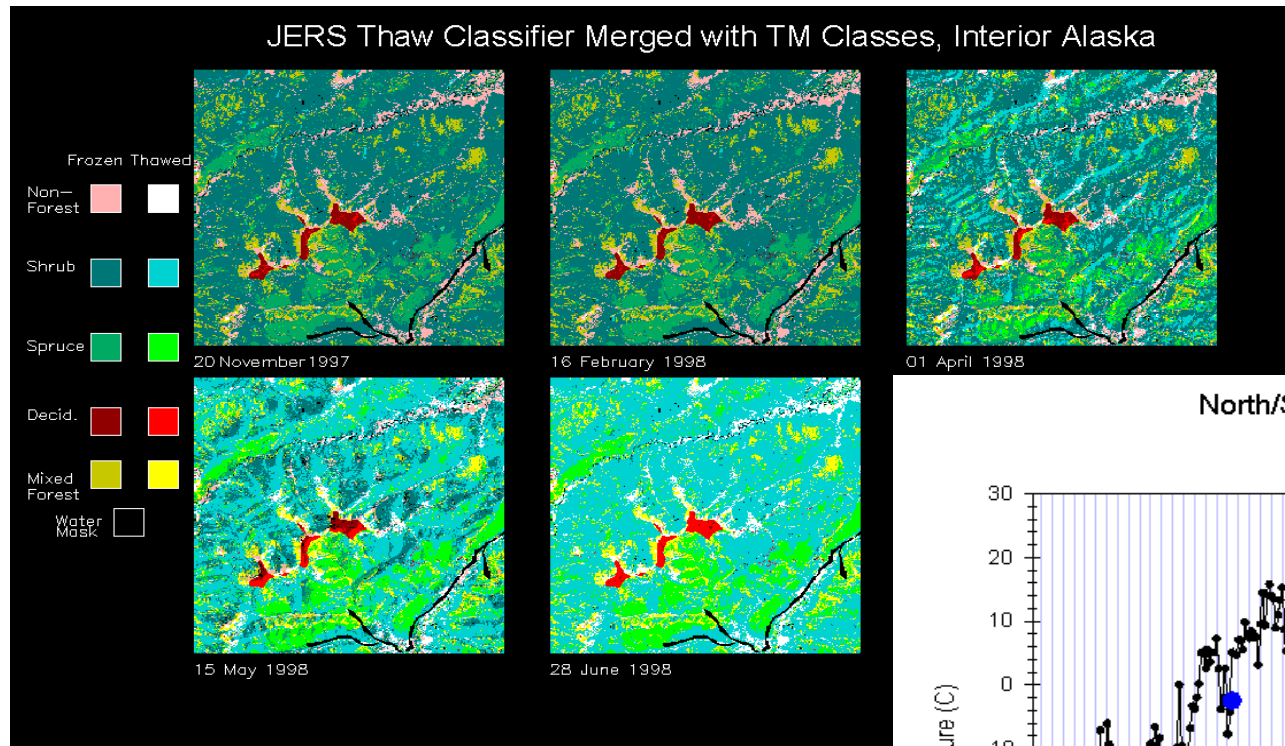 JERS Thaw Classifier Merged with TM Classes, Interior Alaska
Frozen Thawed
Non-
Forest
Shrub
Spruce
Decid.
Mixed
Forest
Water
Mask
20 November 1997
16 February 1998
01 April 1998
15 May 1998
28 June 1998
North/
30
20
10
0
ure (C)